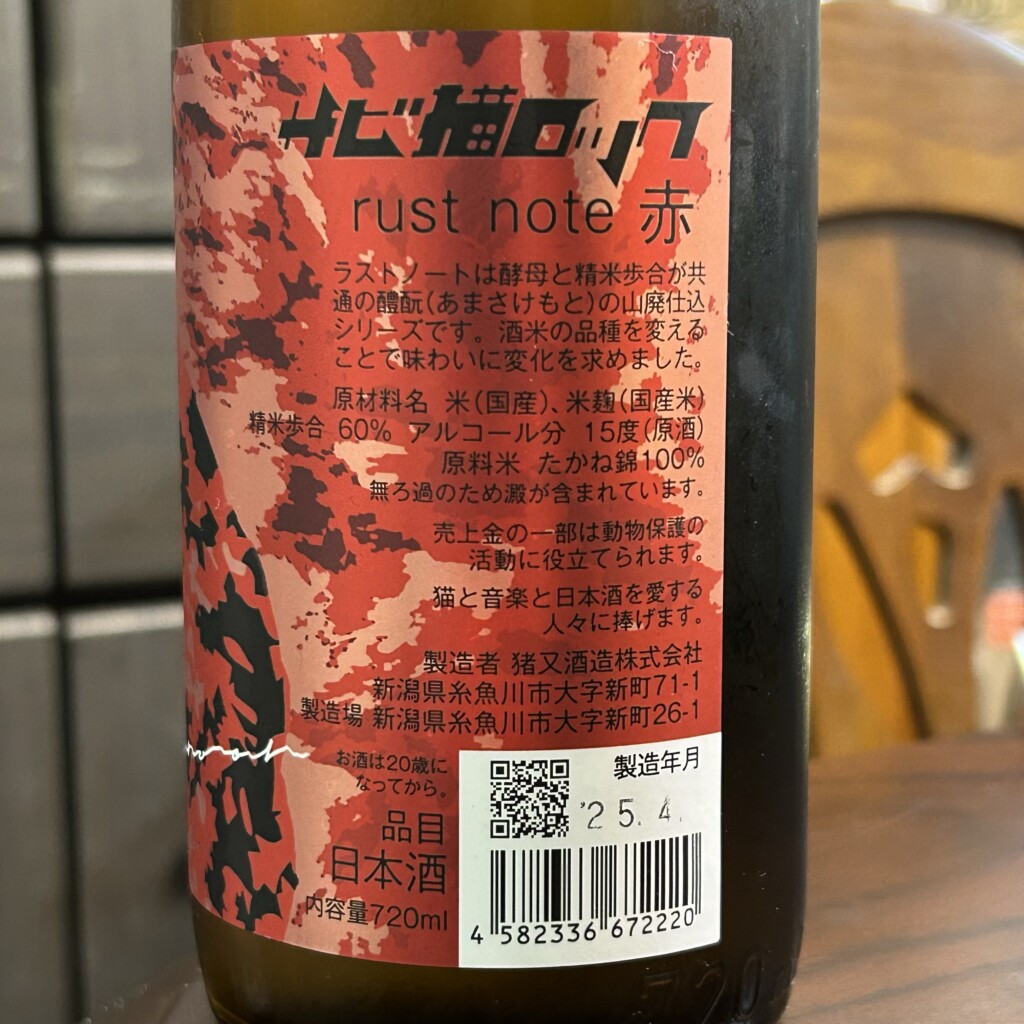 サビ猫ロック
rust note 赤
ラストノートは酵母と精米歩合が共
通の醴酛(あまさけもと)の山廃仕込
シリーズです。酒米の品種を変える
ことで味わいに変化を求めました。
原材料名 米(国産)、米麹(国産米)
精米歩合 60% アルコール分 15度(原酒)
原料米 たかね錦100%
無ろ過のため澱が含まれています。
売上金の一部は動物保護の
活動に役立てられます。
猫と音楽と日本酒を愛する
人々に捧げます。
製造者 猪又酒造株式会社
新潟県糸魚川市大字新町71-1
製造場 新潟県糸魚川市大字新町26-1
お酒は20歳に
なってから。
品目
日本酒
内容量720ml
製造年月
'25.4.
4 582336 672220
720